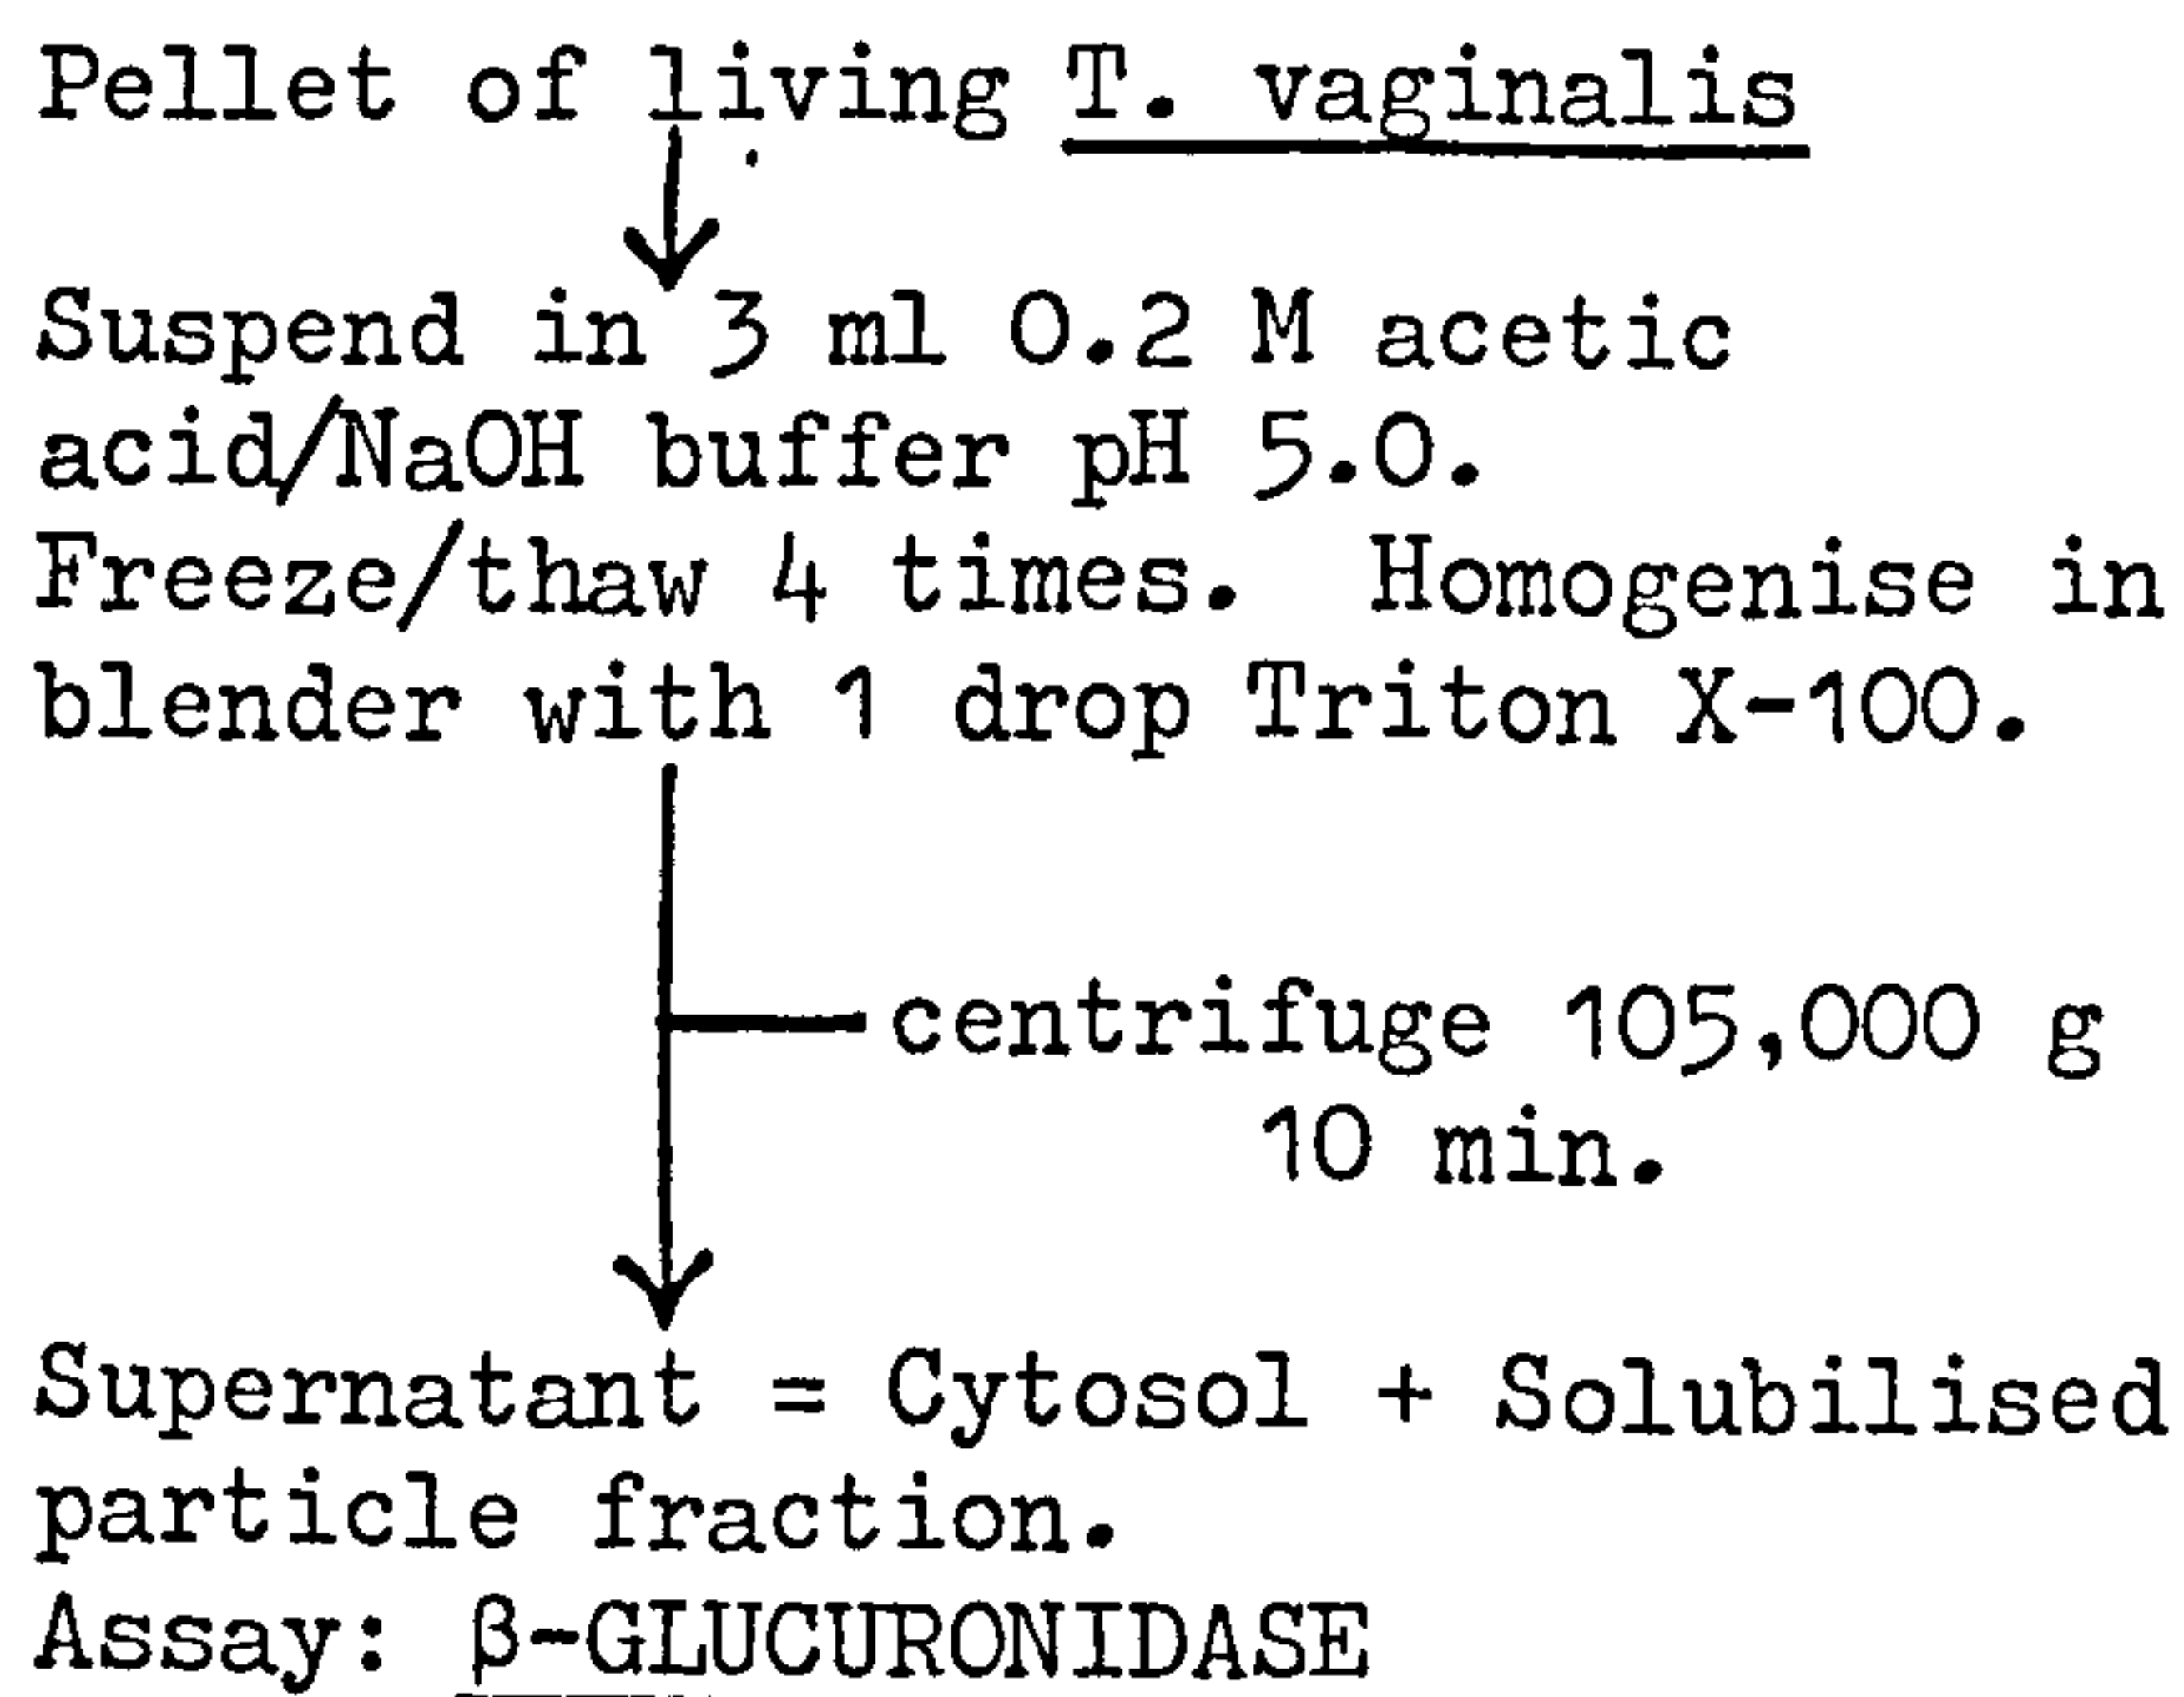 Pellet of living T. vaginalis
Suspend in 3 ml 0.2 M acetic
acid/NaOH buffer pH 5.0.
Freeze/thaw 4 times. Homogenise in
blender with 1 drop Triton X-100.
centrifuge 105,000 g
10 min.
Supernatant = Cytosol + Solubilised
particle fraction.
Assay: β-GLUCURONIDASE